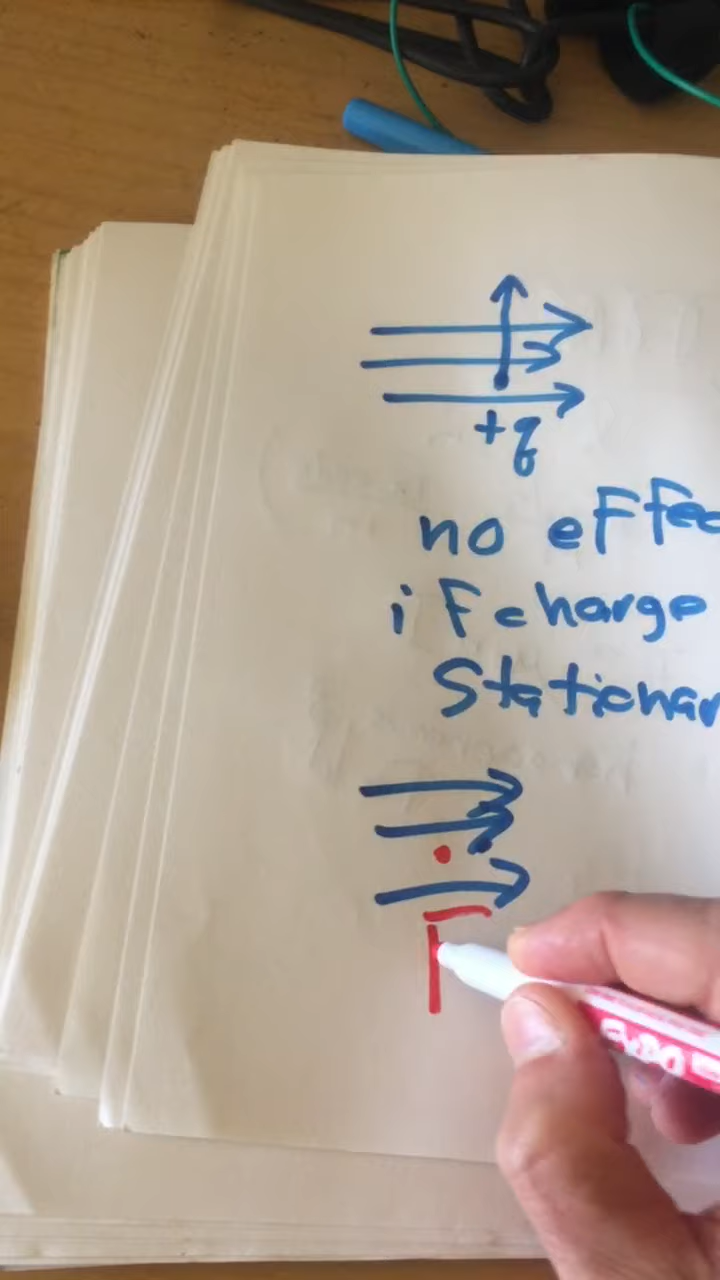 +q
no effec
if charge
Stationar
F